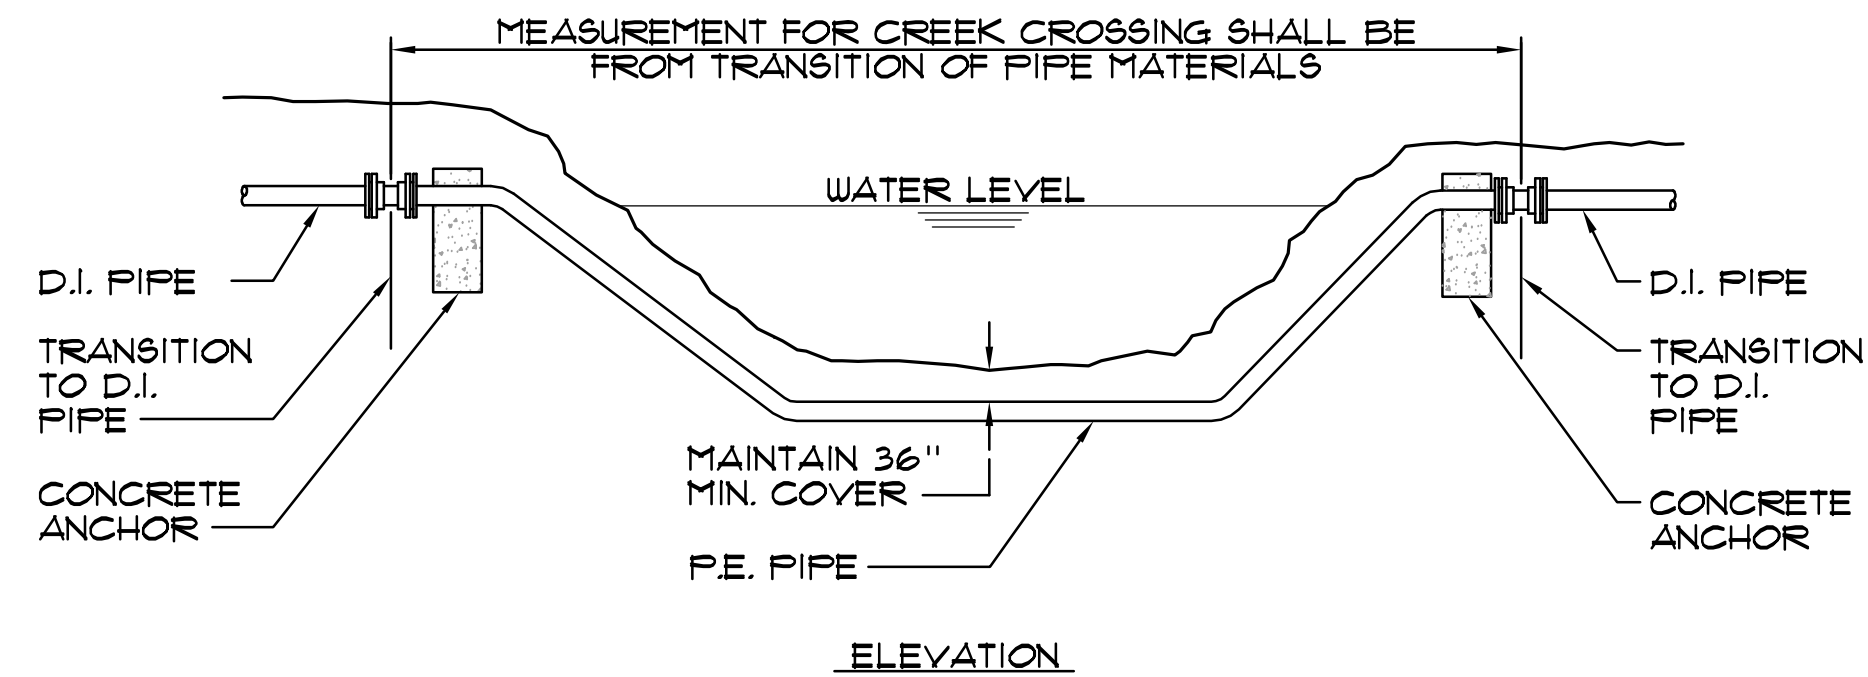 MEASUREMENT FOR CREEK CROSSING SHALL BE
FROM TRANSITION OF PIPE MATERIALS
WATER LEVEL
D.I. PIPE
TRANSITION
TO D.I.
PIPE
CONCRETE
ANCHOR
MAINTAIN 36"
MIN. COVER
P.E. PIPE
D.I. PIPE
TRANSITION
TO D.I.
PIPE
CONCRETE
ANCHOR
ELEVATION